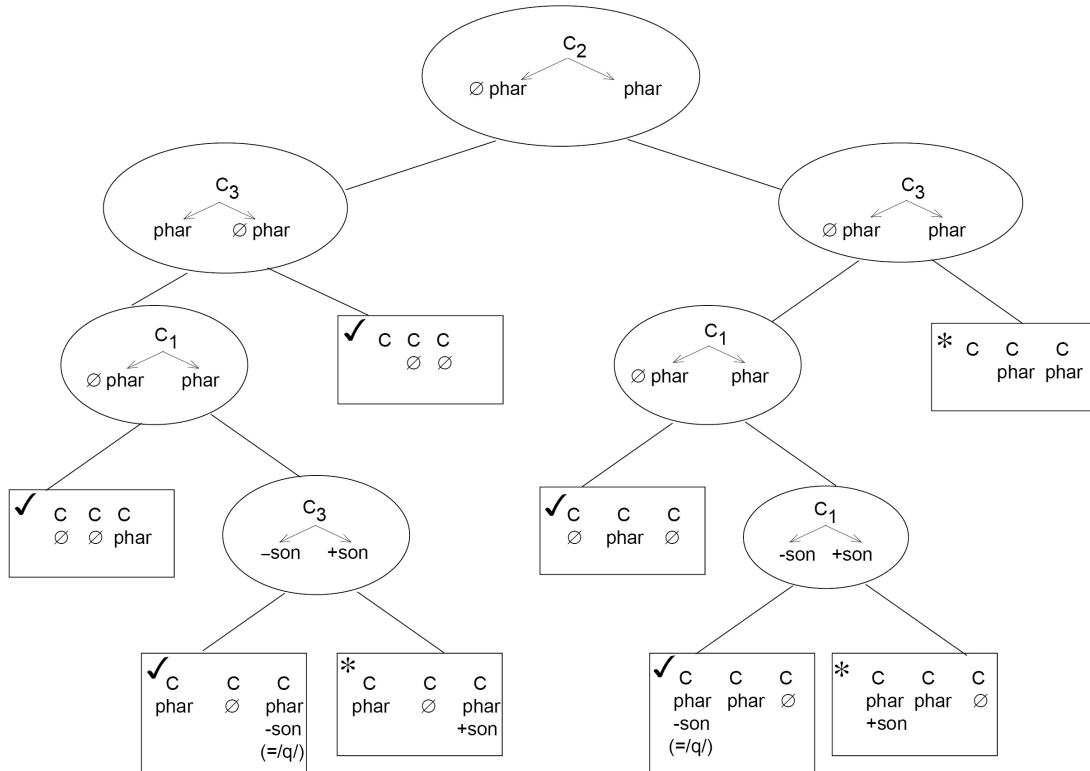 C₂
∅ phar phar
C₃
phar ∅ phar
C₃
∅ phar phar
C₁
∅ phar phar
✓ C C C
∅ ∅
C₁
∅ phar phar
* C C C
phar phar
✓ C C C
∅ ∅ phar
C₃
–son +son
✓ C C C
∅ phar ∅
C₁
-son +son
✓ C C C
phar ∅ phar
-son
(=/q/)
* C C C
phar ∅ phar
+son
✓ C C C
phar phar ∅
-son
(=/q/)
* C C C
phar phar ∅
+son